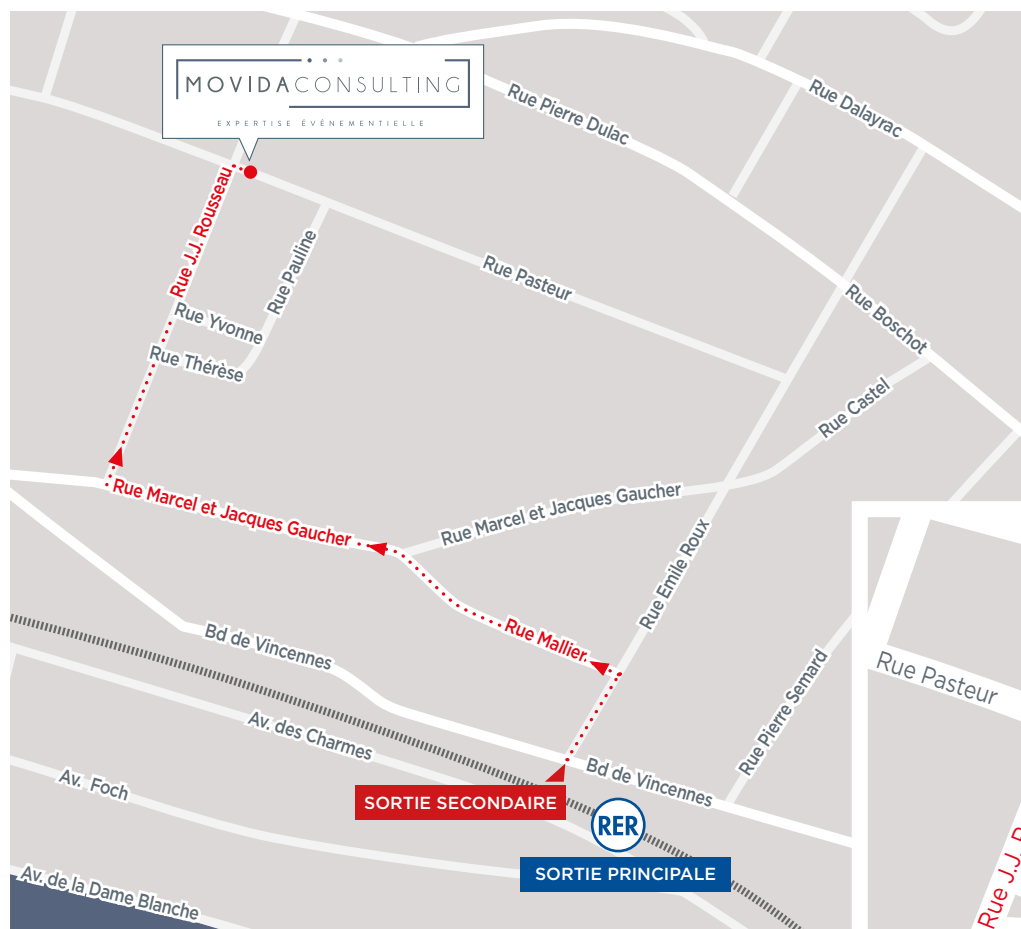 MOVIDACONSULTING
EXPERTISE ÉVÉNEMENTIELLE
Rue Pierre Dulac
Rue Dalayrac
Rue J.J. Rousseau
Rue Pauline
Rue Pasteur
Rue Yvonne
Rue Boschot
Rue Thérèse
Rue Castel
Rue Marcel et Jacques Gaucher
Rue Marcel et Jacques Gaucher
Rue Emile Roux
Rue Mallier
Bd de Vincennes
Rue Pierre Semard
Rue Pasteur
Av. des Charmes
Bd de Vincennes
Av. Foch
SORTIE SECONDAIRE
RER
SORTIE PRINCIPALE
Av. de la Dame Blanche
Rue J.J.